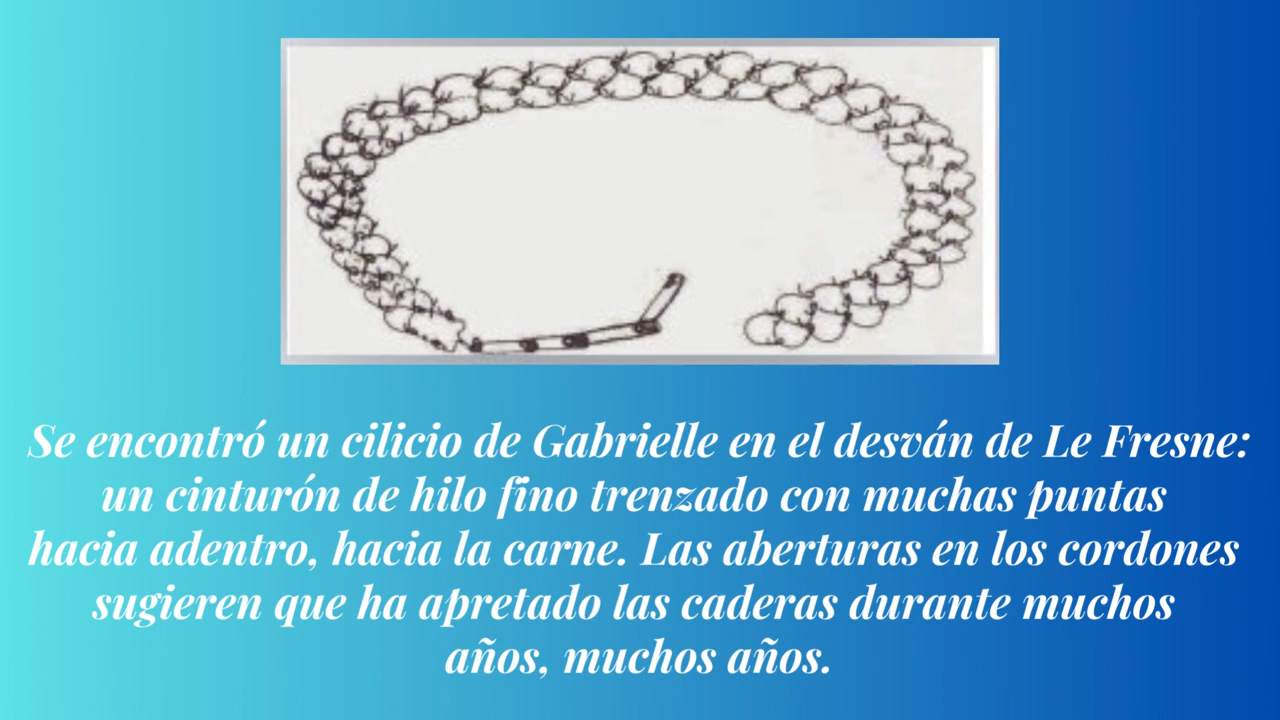 Se encontró un cilicio de Gabrielle en el desván de Le Fresne:
un cinturón de hilo fino trenzado con muchas puntas
hacia adentro, hacia la carne. Las aberturas en los cordones
sugieren que ha apretado las caderas durante muchos
años, muchos años.